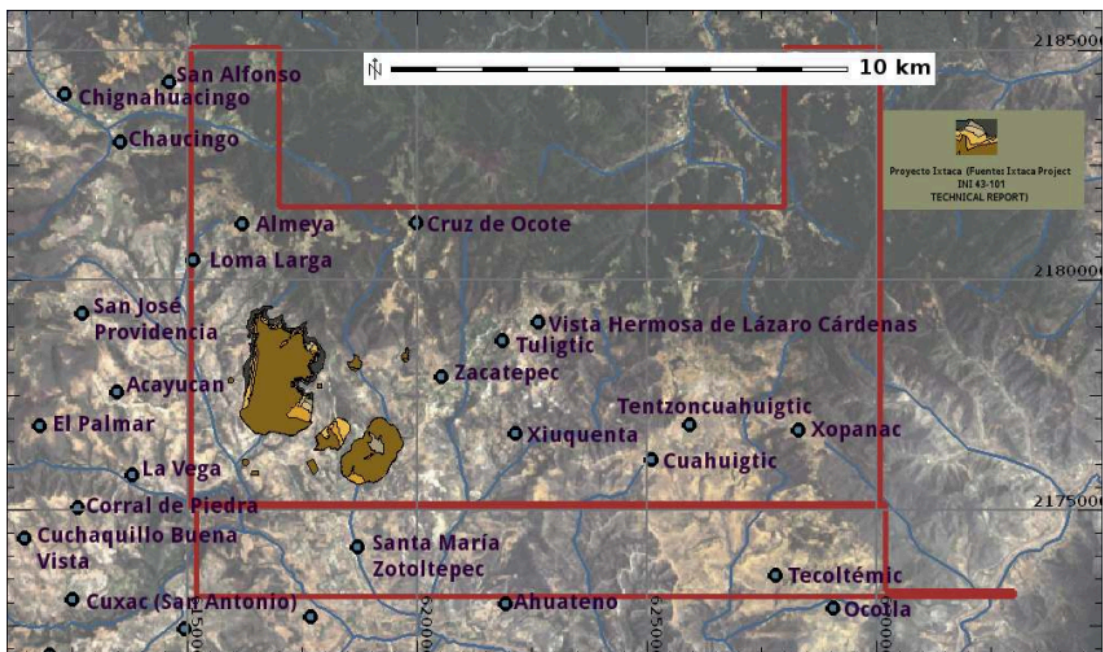 2185000
10 km
San Alfonso
Chignahuacingo
Chaucingo
Proyecto Ixtaca (Fuente: Ixtaca Project
INI 43-101
TECHNICAL REPORT)
Almeya
Cruz de Ocote
Loma Larga
2180000
San José
Providencia
Vista Hermosa de Lázaro Cárdenas
Tuligtic
Zacatepec
Acayucan
Tentzoncuahuigtic
El Palmar
Xiuquenta
Xopanac
Cuahuigtic
La Vega
2175000
Corral de Piedra
Cuchaquillo Buena
Vista
Santa María
Zotoltepec
Tecoltémic
Cuxac (San Antonio)
Ahuateno
Ocotla
620000
625000